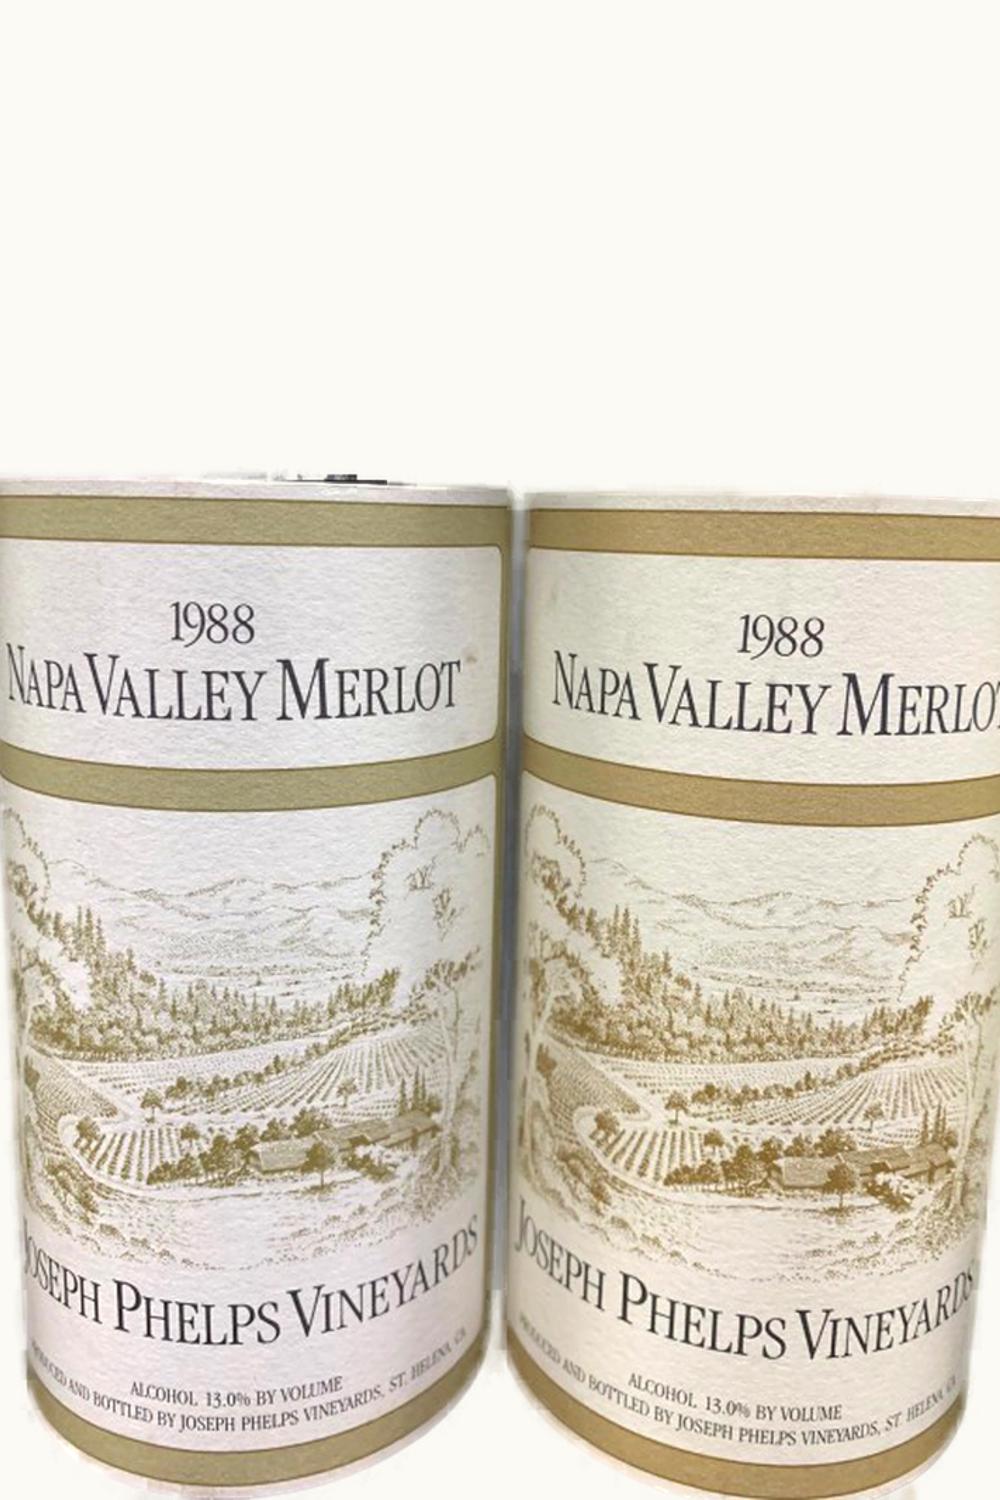 1988
NAPA VALLEY MERLOT
JOSEPH PHELPS VINEYARDS
ALCOHOL 13.0% BY VOLUME
PRODUCED AND BOTTLED BY JOSEPH PHELPS VINEYARDS, ST. HELENA, CA
1988
NAPA VALLEY MERLOT
JOSEPH PHELPS VINEYARDS
ALCOHOL 13.0% BY VOLUME
PRODUCED AND BOTTLED BY JOSEPH PHELPS VINEYARDS, ST. HELENA, CA